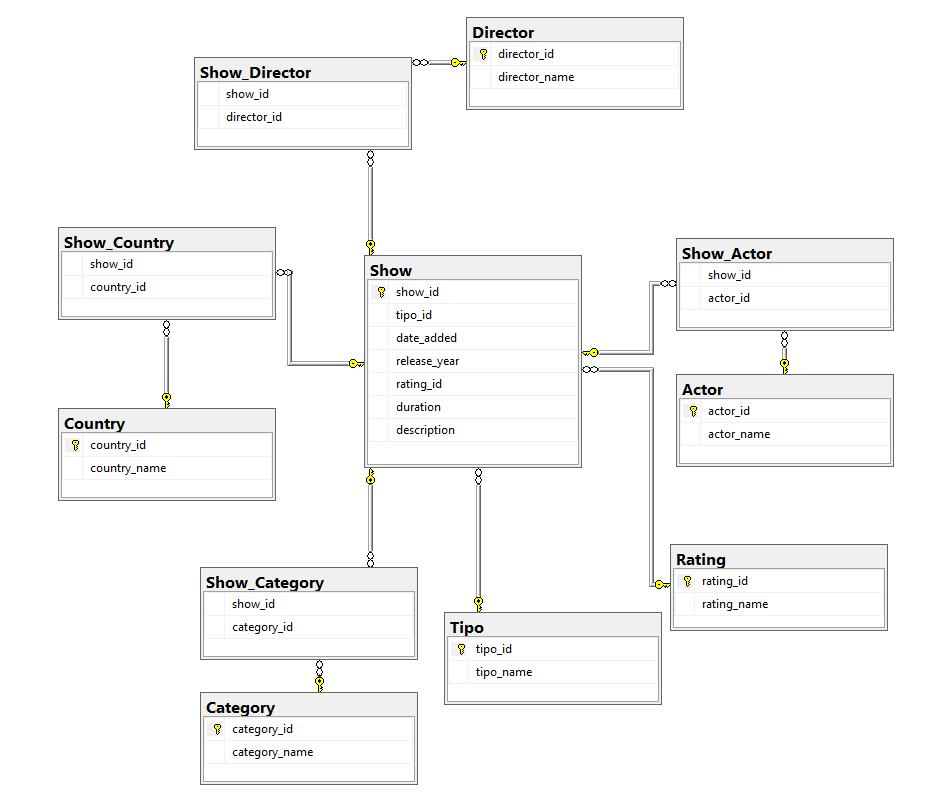 Director
director_id
director_name
Show_Director
show_id
director_id
Show_Country
show_id
country_id
Show
show_id
tipo_id
date_added
release_year
rating_id
duration
description
Show_Actor
show_id
actor_id
Actor
actor_id
actor_name
Country
country_id
country_name
Rating
rating_id
rating_name
Show_Category
show_id
category_id
Tipo
tipo_id
tipo_name
Category
category_id
category_name